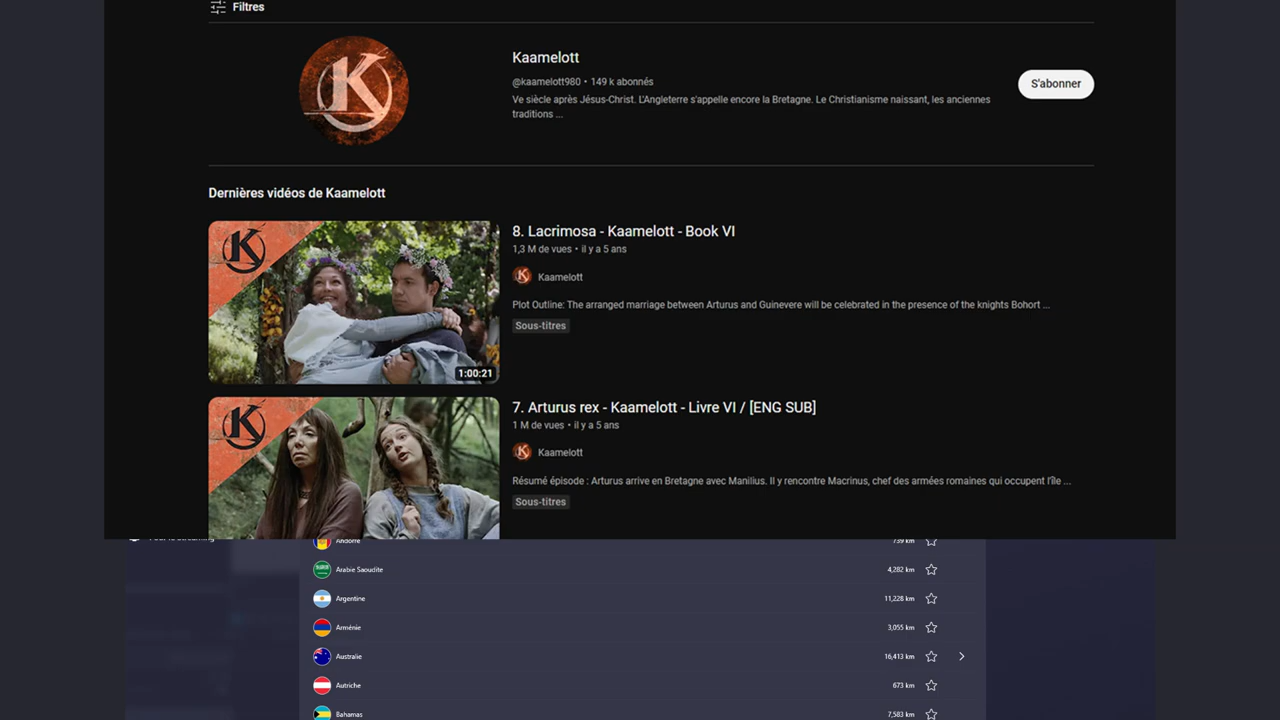 Filtres
Kaamelott
@kaamelott980 • 149 k abonnés
S'abonner
Ve siècle après Jésus-Christ. L'Angleterre s'appelle encore la Bretagne. Le Christianisme naissant, les anciennes
traditions ...
Dernières vidéos de Kaamelott
8. Lacrimosa - Kaamelott - Book VI
1,3 M de vues • il y a 5 ans
K
Kaamelott
Plot Outline: The arranged marriage between Arturus and Guinevere will be celebrated in the presence of the knights Bohort ...
Sous-titres
1:00:21
7. Arturus rex - Kaamelott - Livre VI / [ENG SUB]
1 M de vues • il y a 5 ans
K
Kaamelott
Résumé épisode : Arturus arrive en Bretagne avec Manilius. Il y rencontre Macrinus, chef des armées romaines qui occupent l'île ...
Sous-titres
Andorre 739 km
Arabie Saoudite 4,282 km
Argentine 11,228 km
Arménie 3,055 km
Australie 16,413 km
Autriche 673 km
Bahamas 7,583 km